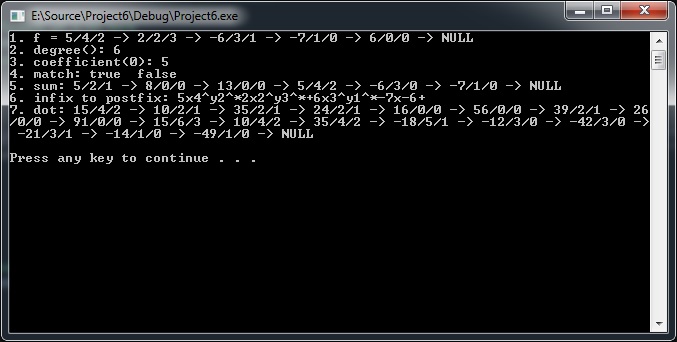 E:\Source\Project6\Debug\Project6.exe
1. f = 5/4/2 -> 2/2/3 -> -6/3/1 -> -7/1/0 -> 6/0/0 -> NULL
2. degree(): 6
3. coefficient(0): 5
4. match: true  false
5. sum: 5/2/1 -> 8/0/0 -> 13/0/0 -> 5/4/2 -> -6/3/0 -> -7/1/0 -> NULL
6. infix to postfix: 5x4^y2^*2x2^y3^*+6x3^y1^*-7x-6+
7. dot: 15/4/2 -> 10/2/1 -> 35/2/1 -> 24/2/1 -> 16/0/0 -> 56/0/0 -> 39/2/1 -> 26
/0/0 -> 91/0/0 -> 15/6/3 -> 10/4/2 -> 35/4/2 -> -18/5/1 -> -12/3/0 -> -42/3/0 ->
-21/3/1 -> -14/1/0 -> -49/1/0 -> NULL
Press any key to continue . . .